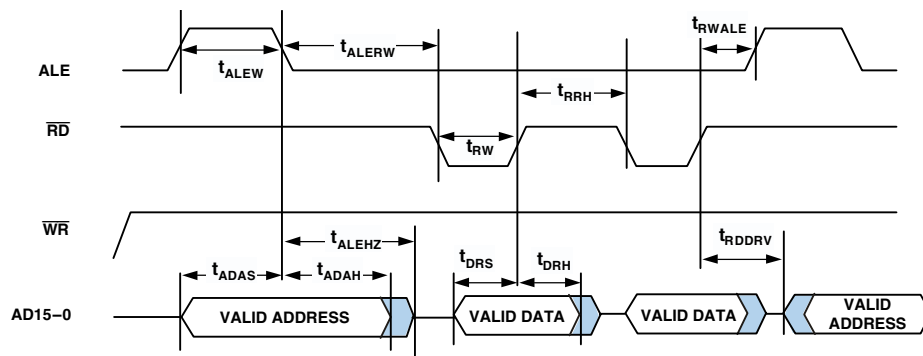 ALE
tALEW
tALERW
tRWALE
tRRH
RD
tRW
WR
tALEHZ
tRDDRV
tADAS
tADAH
tDRS
tDRH
AD15–0
VALID ADDRESS
VALID DATA
VALID DATA
VALID
ADDRESS